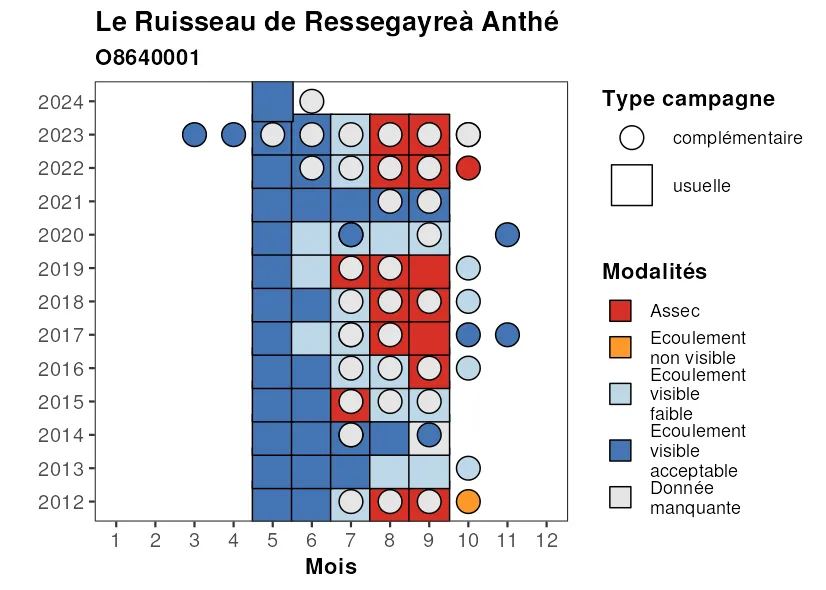 Le Ruisseau de Ressegayreà Anthé
O8640001
2024
2023
2022
2021
2020
2019
2018
2017
2016
2015
2014
2013
2012
1 2 3 4 5 6 7 8 9 10 11 12
Mois
Type campagne
complémentaire
usuelle
Modalités
Assec
Ecoulement
non visible
Ecoulement
visible
faible
Ecoulement
visible
acceptable
Donnée
manquante